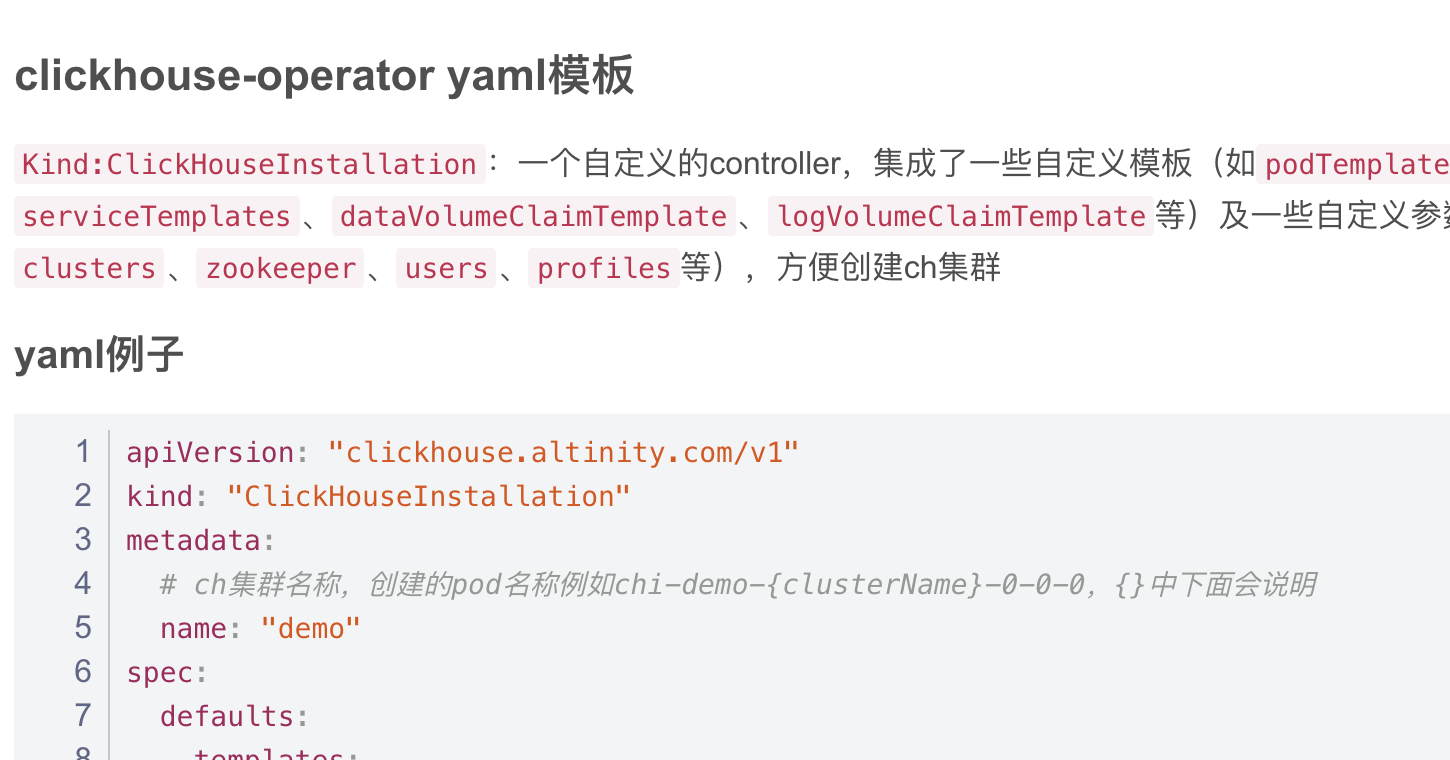 clickhouse-operator yaml模板
Kind:ClickHouseInstallation：一个自定义的controller，集成了一些自定义模板（如podTemplate
serviceTemplates、dataVolumeClaimTemplate、logVolumeClaimTemplate等）及一些自定义参
clusters、zookeeper、users、profiles等），方便创建ch集群
yaml例子
1 apiVersion: "clickhouse.altinity.com/v1"
2 kind: "ClickHouseInstallation"
3 metadata:
4 # ch集群名称，创建的pod名称例如chi-demo-{clusterName}-0-0-0，{}中下面会说明
5 name: "demo"
6 spec:
7 defaults:
8 templates: